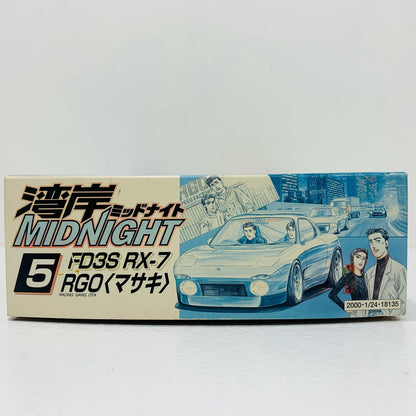 湾岸
ミッドナイト
MIDNIGHT
5
FD3S RX-7
RGO〈マサキ〉
RACING GANG OTA
RGO
2000・1/24・18135